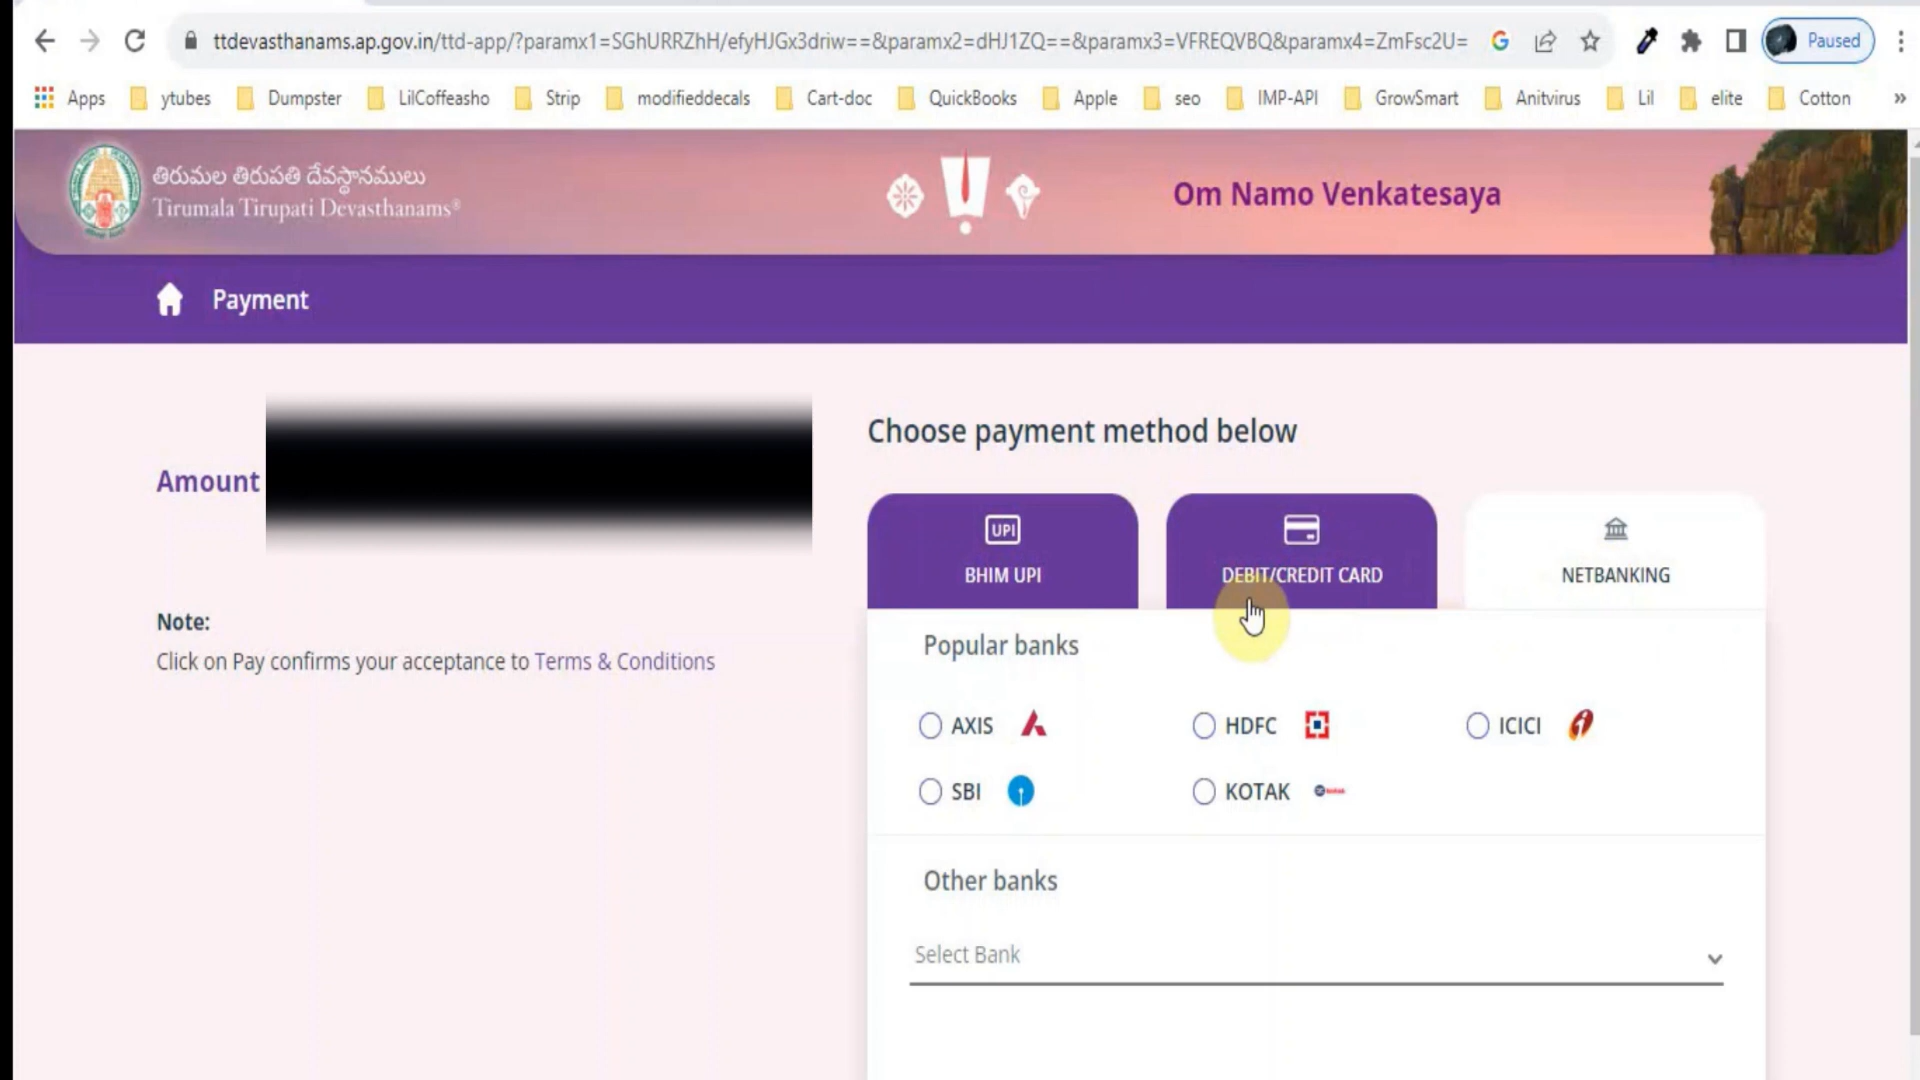 ttdevasthanams.ap.gov.in/ttd-app/?paramx1=SGhURRZhH/efyHJGx3driw==&paramx2=dHJ1ZQ==&paramx3=VFREQVBQ&paramx4=ZmFsc2U=
Paused
Apps ytubes Dumpster LilCoffeasho Strip modifieddecals Cart-doc QuickBooks Apple seo IMP-API GrowSmart Anitvirus Lil elite Cotton »
తిరుమల తిరుపతి దేవస్థానములు
Tirumala Tirupati Devasthanams®
Om Namo Venkatesaya
Payment
Amount
Note:
Click on Pay confirms your acceptance to Terms & Conditions
Choose payment method below
UPI
BHIM UPI
DEBIT/CREDIT CARD
NETBANKING
Popular banks
AXIS
HDFC
ICICI
SBI
KOTAK
Other banks
Select Bank